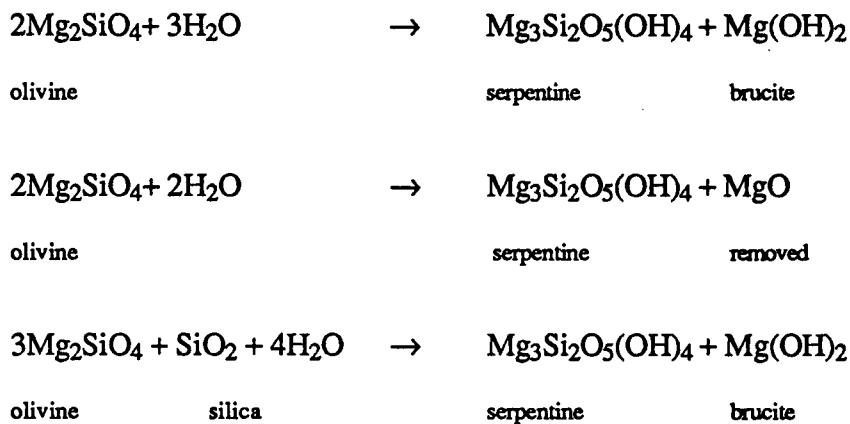 2Mg₂SiO₄+ 3H₂O → Mg₃Si₂O₅(OH)₄ + Mg(OH)₂
olivine serpentine brucite
2Mg₂SiO₄+ 2H₂O → Mg₃Si₂O₅(OH)₄ + MgO
olivine serpentine removed
3Mg₂SiO₄ + SiO₂ + 4H₂O → Mg₃Si₂O₅(OH)₄ + Mg(OH)₂
olivine silica serpentine brucite